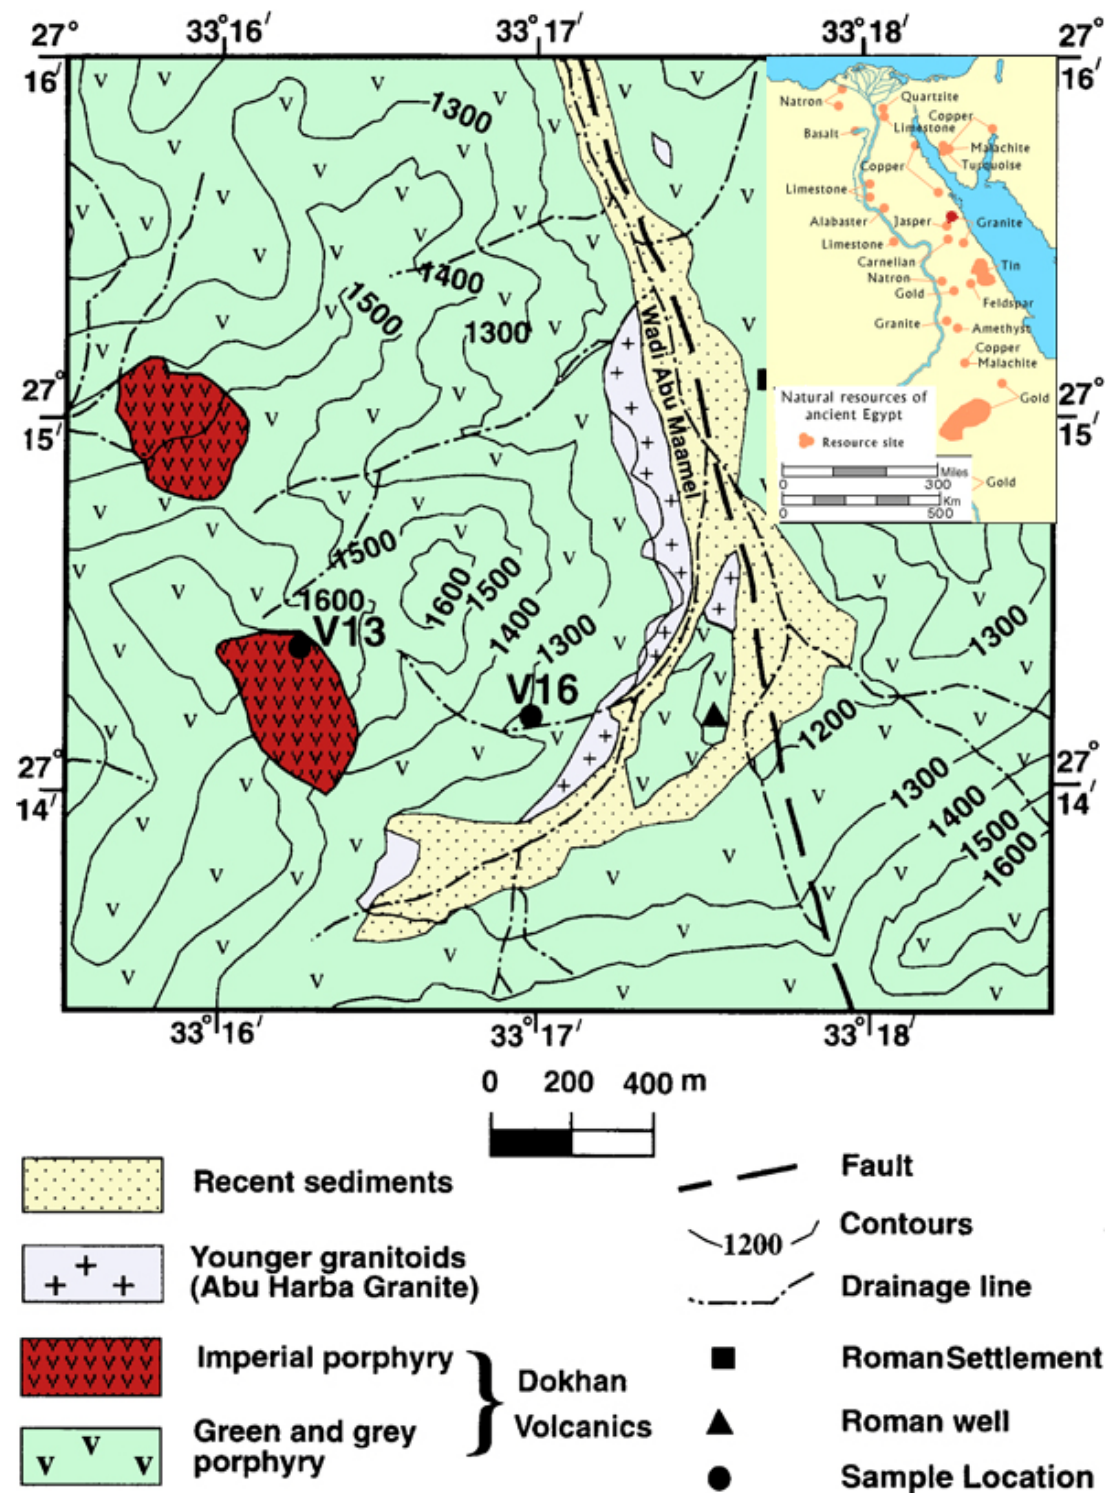 27° 33° 16′ 33° 17′ 33° 18′ 27°
16′ 16′
1300
1400
1500
1300
Wadi Abu Maamel
27° 27°
15′ 15′
1500
1600
1600
1500
1400
1300
1300
V13
V16
1200
27° 27°
14′ 14′
1300
1400
1500
1600
33° 16′ 33° 17′ 33° 18′
Natron
Quartzite
Limestone
Copper
Basalt
Malachite
Turquoise
Copper
Limestone
Alabaster
Jasper
Granite
Limestone
Carnelian
Tin
Natron
Gold
Feldspar
Granite
Amethyst
Copper
Malachite
Gold
Natural resources of
ancient Egypt
Resource site
Miles
0 300
Km
0 500
Gold
0 200 400 m
Recent sediments
Younger granitoids
(Abu Harba Granite)
Imperial porphyry
Green and grey
porphyry
Dokhan
Volcanics
Fault
1200 Contours
Drainage line
Roman Settlement
Roman well
Sample Location